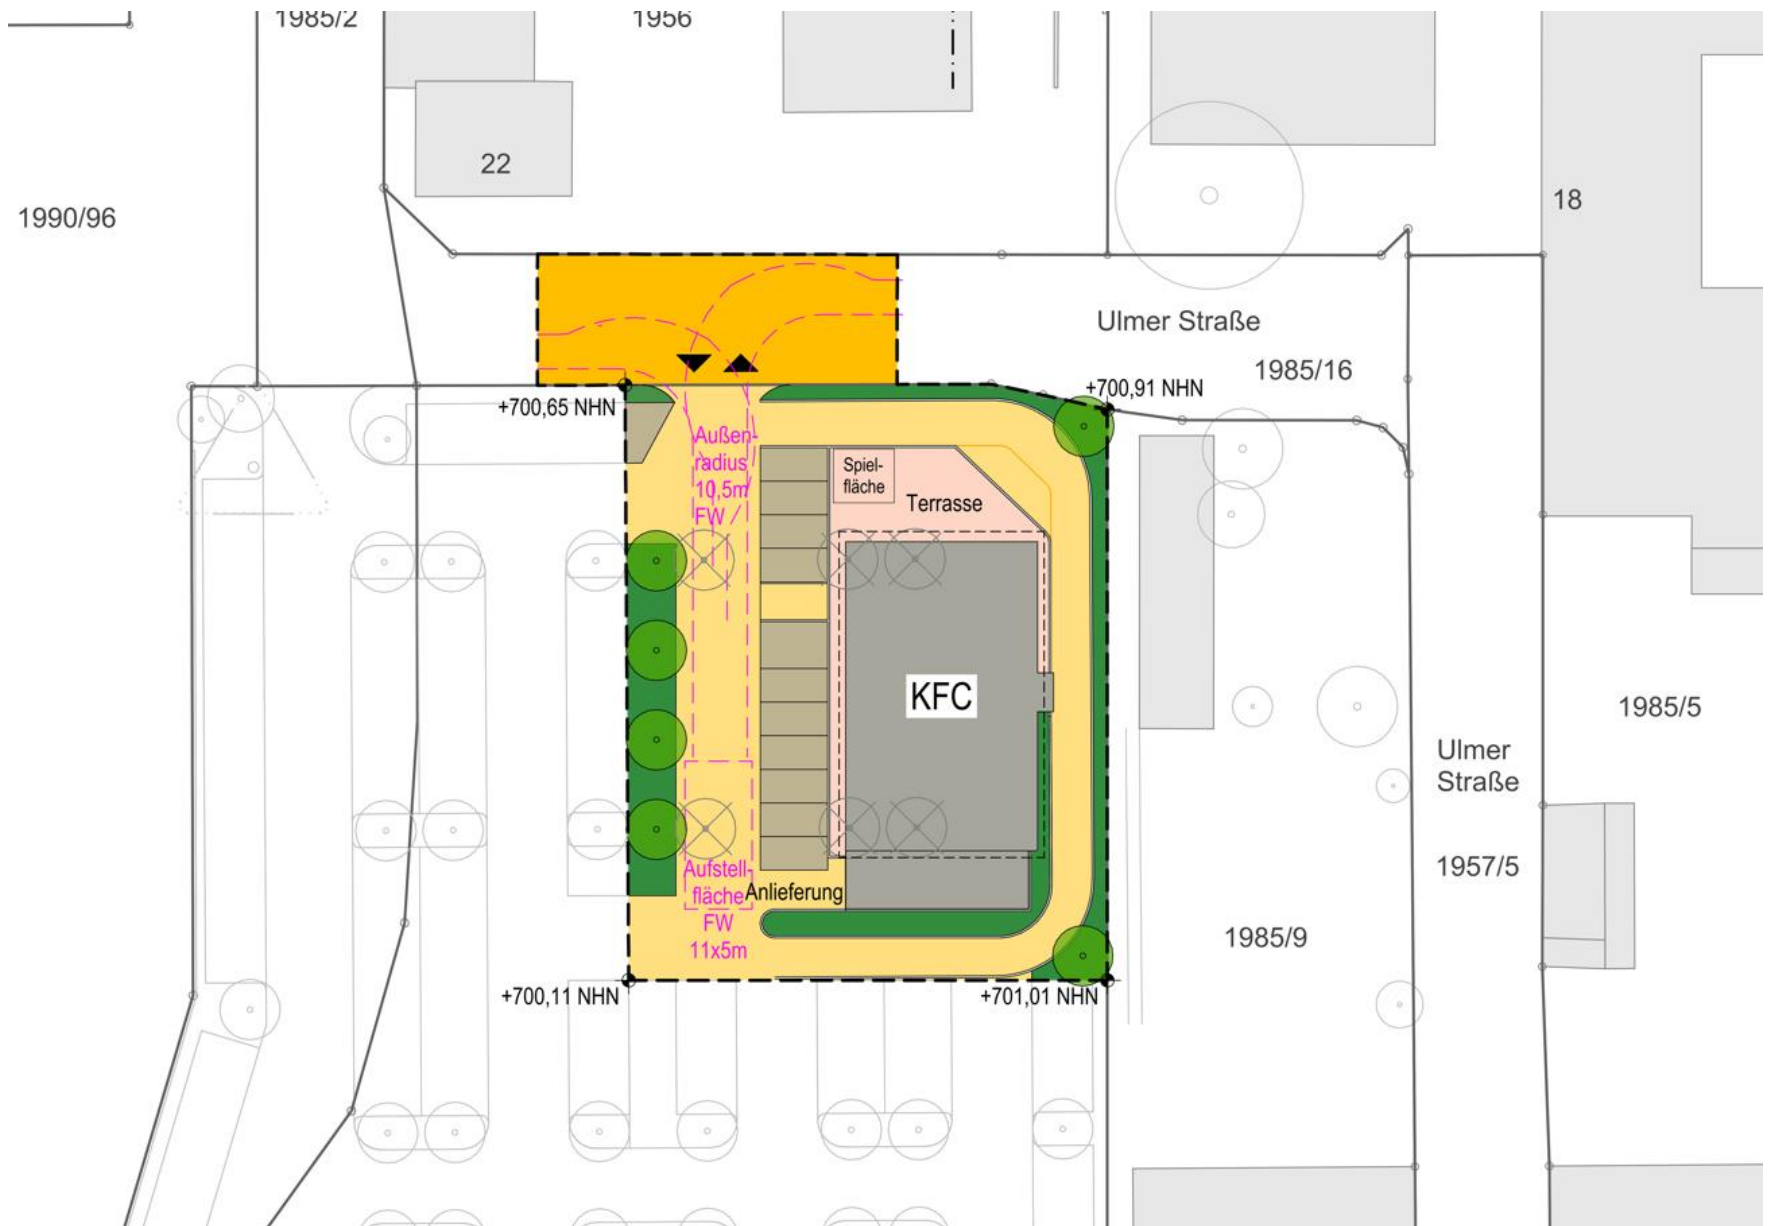 1985/2
1956
22
18
1990/96
Ulmer Straße
1985/16
+700,65 NHN
+700,91 NHN
Außen-
radius
10,5m
FW
Spiel-
fläche
Terrasse
KFC
1985/5
Ulmer
Straße
1957/5
Aufstell-
fläche
FW
11x5m
Anlieferung
1985/9
+700,11 NHN
+701,01 NHN